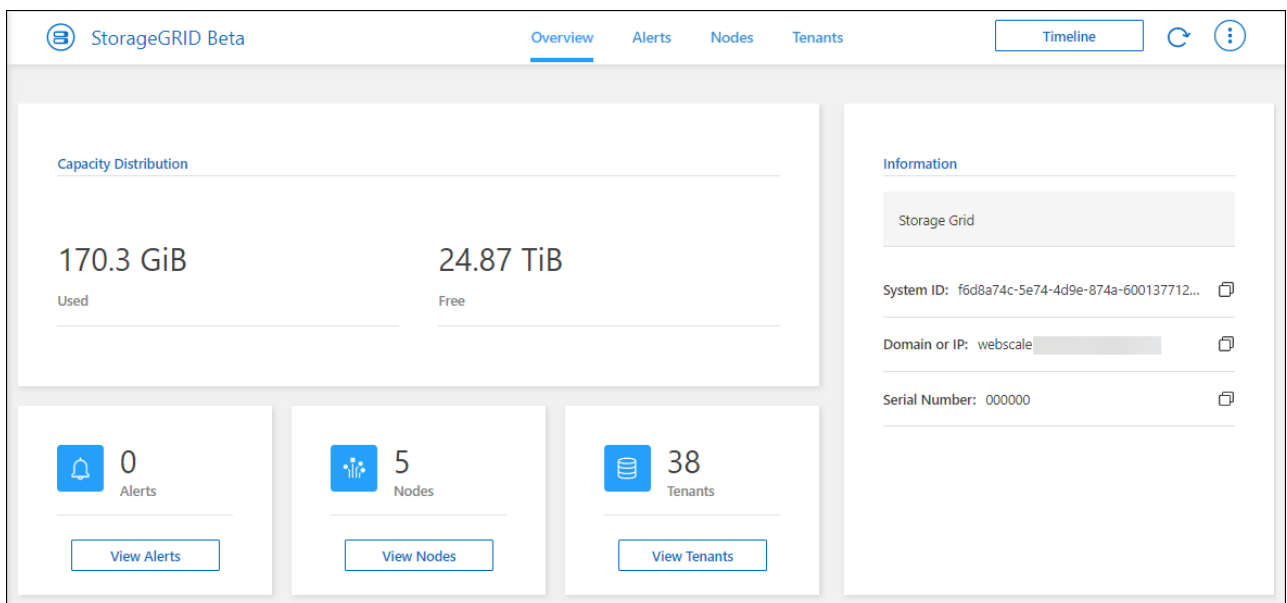 StorageGRID Beta
Overview Alerts Nodes Tenants
Timeline
Capacity Distribution
170.3 GiB
Used
24.87 TiB
Free
0
Alerts
View Alerts
5
Nodes
View Nodes
38
Tenants
View Tenants
Information
Storage Grid
System ID: f6d8a74c-5e74-4d9e-874a-600137712...
Domain or IP: webscale
Serial Number: 000000